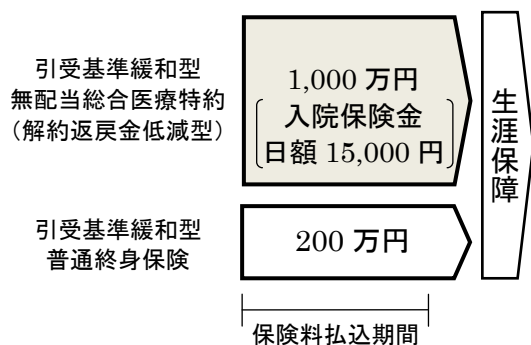 引受基準緩和型
無配当総合医療特約
（解約返戻金低減型）
1,000 万円
入院保険金
日額 15,000 円
引受基準緩和型
普通終身保険
200 万円
生涯保障
保険料払込期間